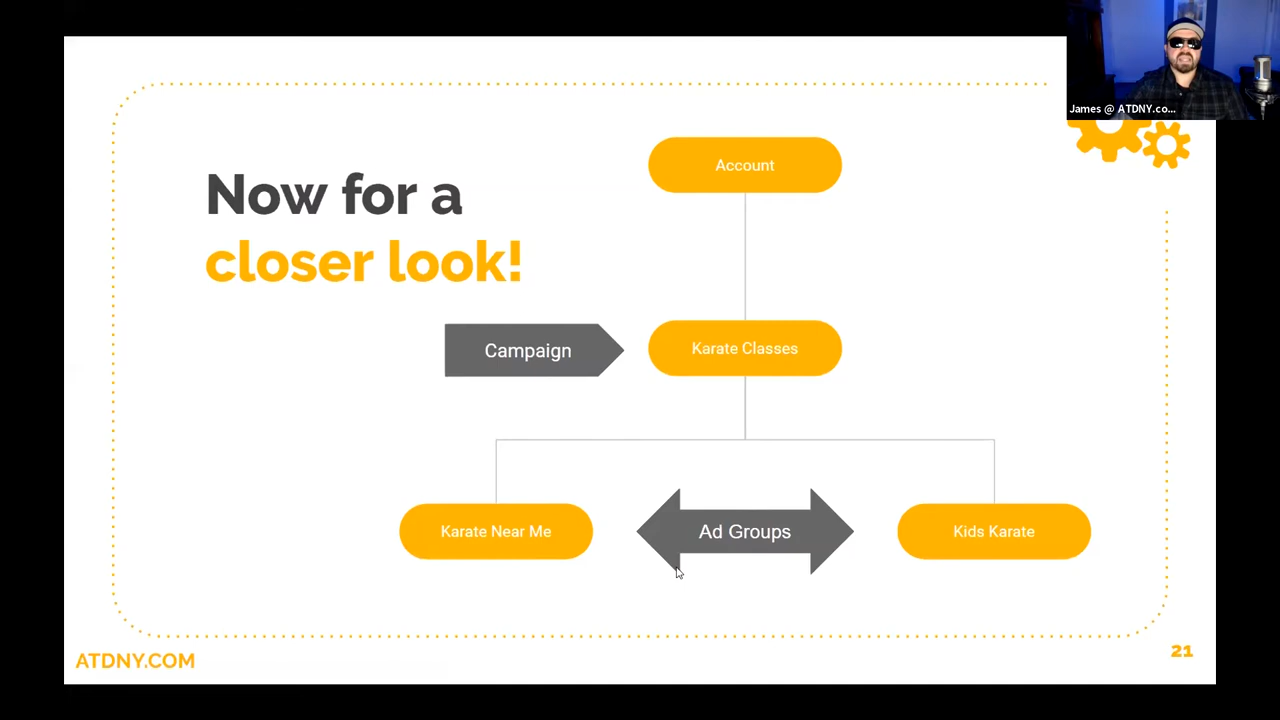 James @ ATDNY.co...
Now for a
closer look!
Account
Campaign
Karate Classes
Karate Near Me
Ad Groups
Kids Karate
ATDNY.COM
21